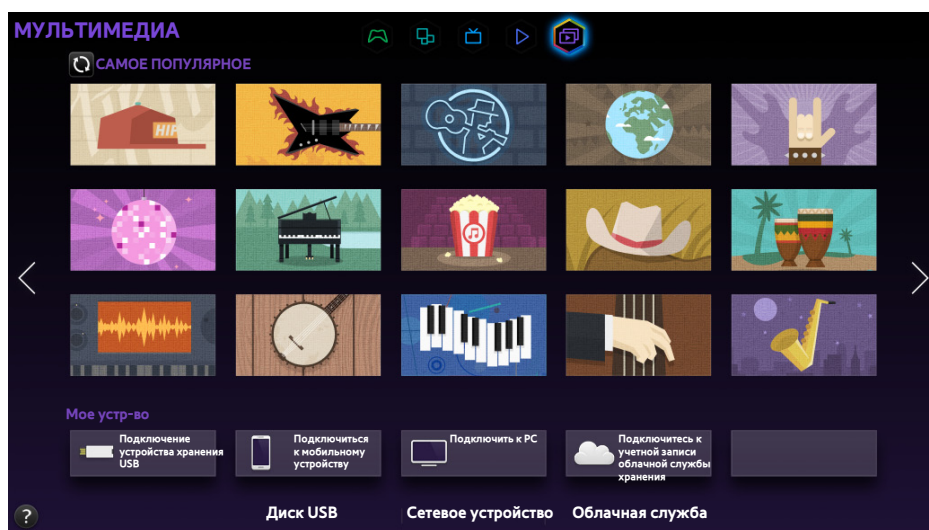 МУЛЬТИМЕДИА
САМОЕ ПОПУЛЯРНОЕ
HIP
Мое устр-во
Подключение
устройства хранения
USB
Подключиться
к мобильному
устройству
Подключить к PC
Подключитесь к
учетной записи
облачной службы
хранения
?
Диск USB
Сетевое устройство
Облачная служба